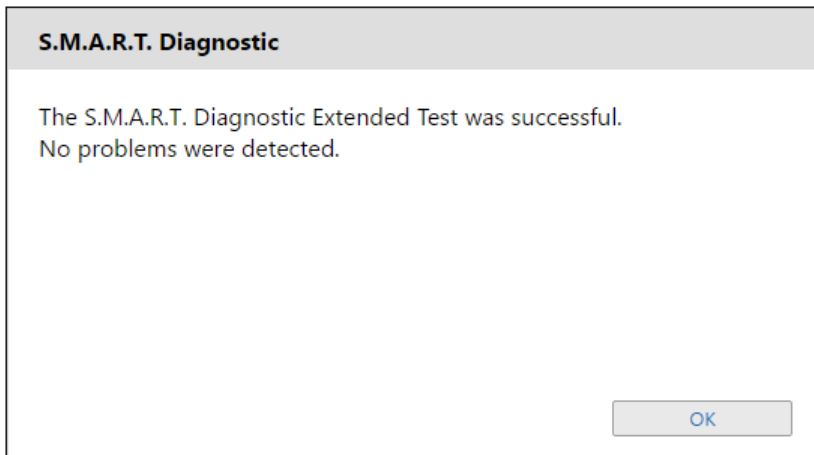 S.M.A.R.T. Diagnostic
The S.M.A.R.T. Diagnostic Extended Test was successful.
No problems were detected.
OK